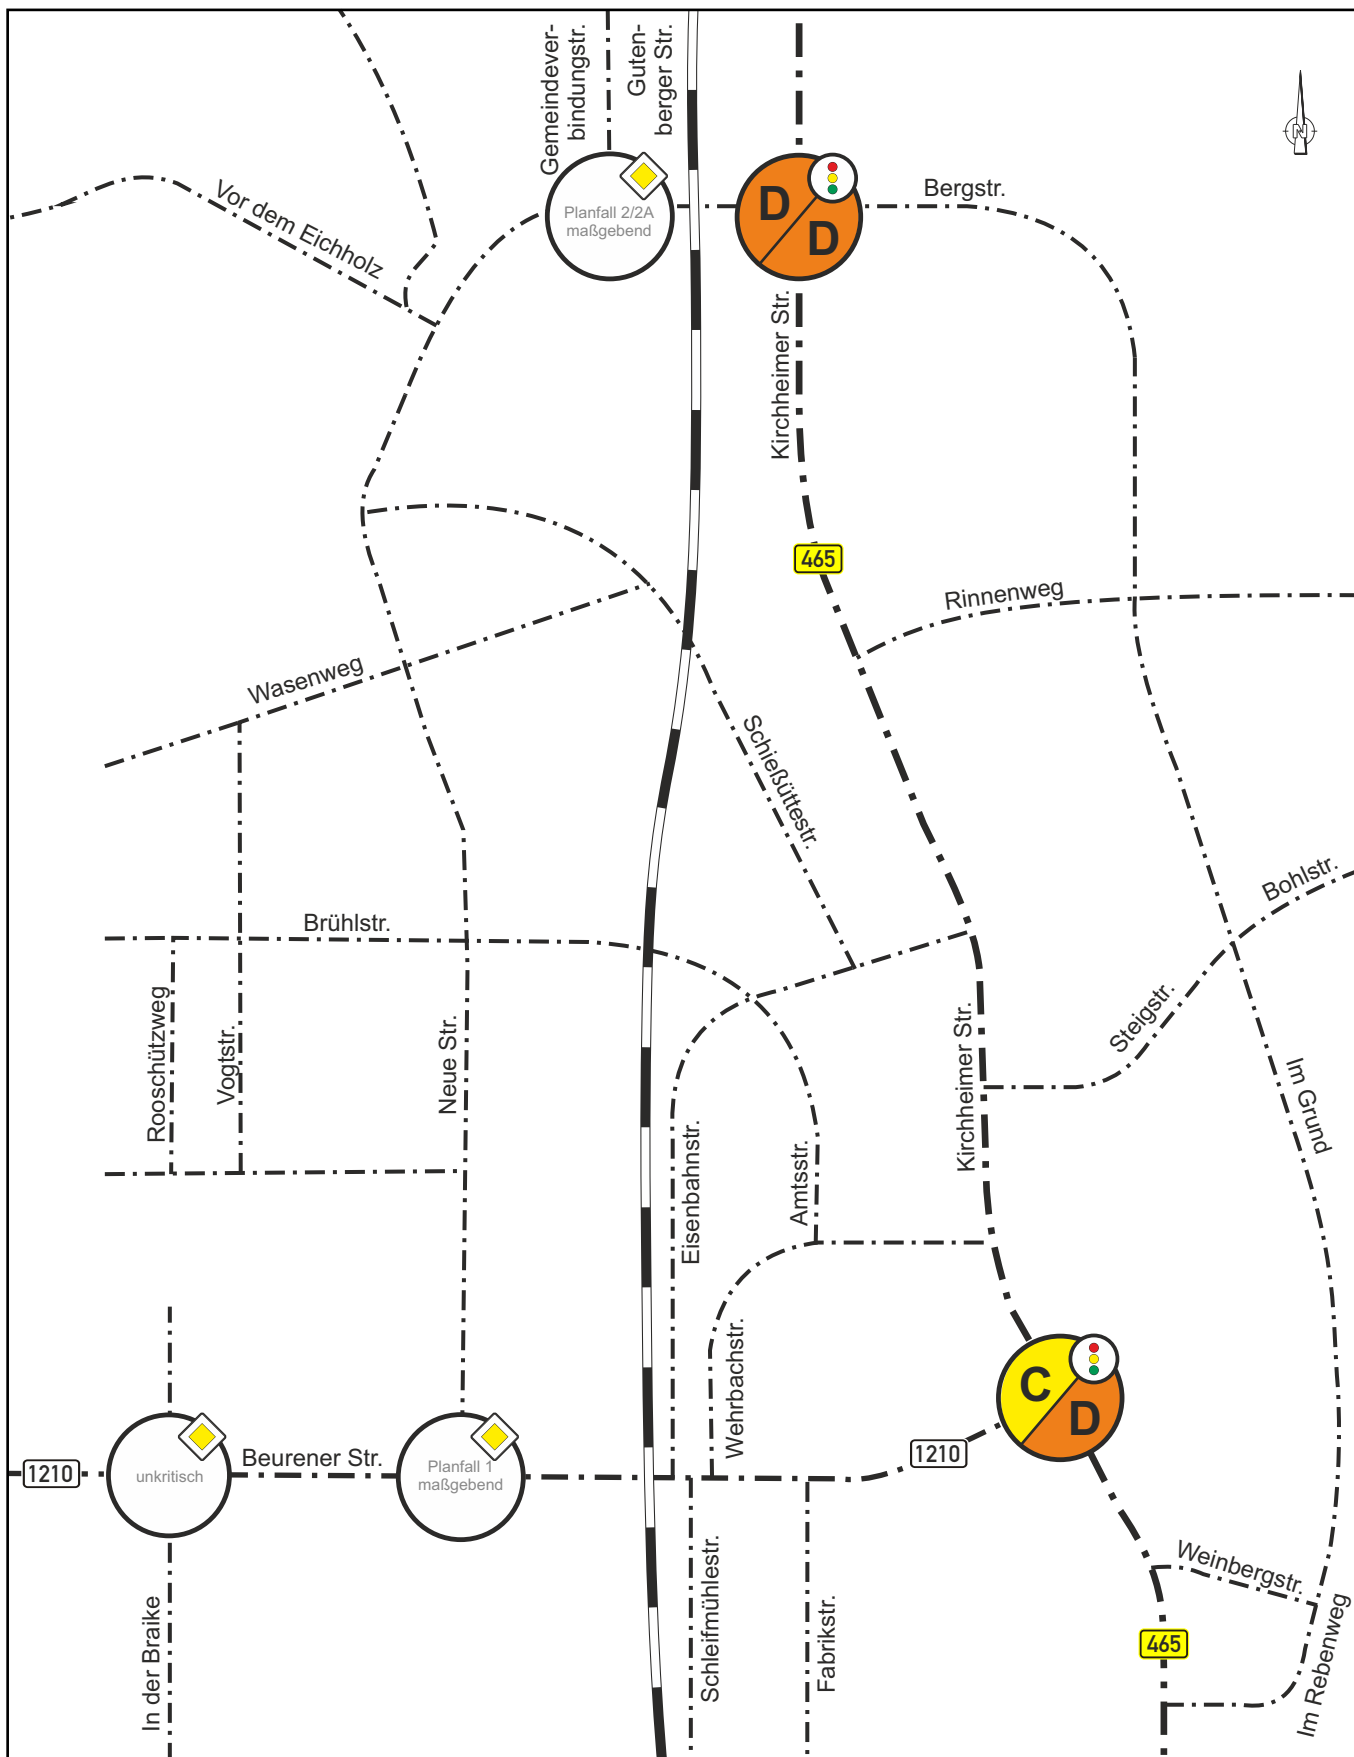 Gemeindever-
bindungstr.
Guten-
berger Str.
N
Planfall 2/2A
maßgebend
D
D
Bergstr.
Vor dem Eichholz
Kirchheimer Str.
465
Rinnenweg
Wasenweg
Schießüttestr.
Bohlstr.
Brühlstr.
Rooschützweg
Vogtstr.
Neue Str.
Steigstr.
Kirchheimer Str.
Im Grund
Eisenbahnstr.
Amtsstr.
Wehrbachstr.
C
D
1210
unkritisch
Beurener Str.
Planfall 1
maßgebend
1210
In der Braike
Schleifmühlestr.
Fabrikstr.
Weinbergstr.
465
Im Rebenweg